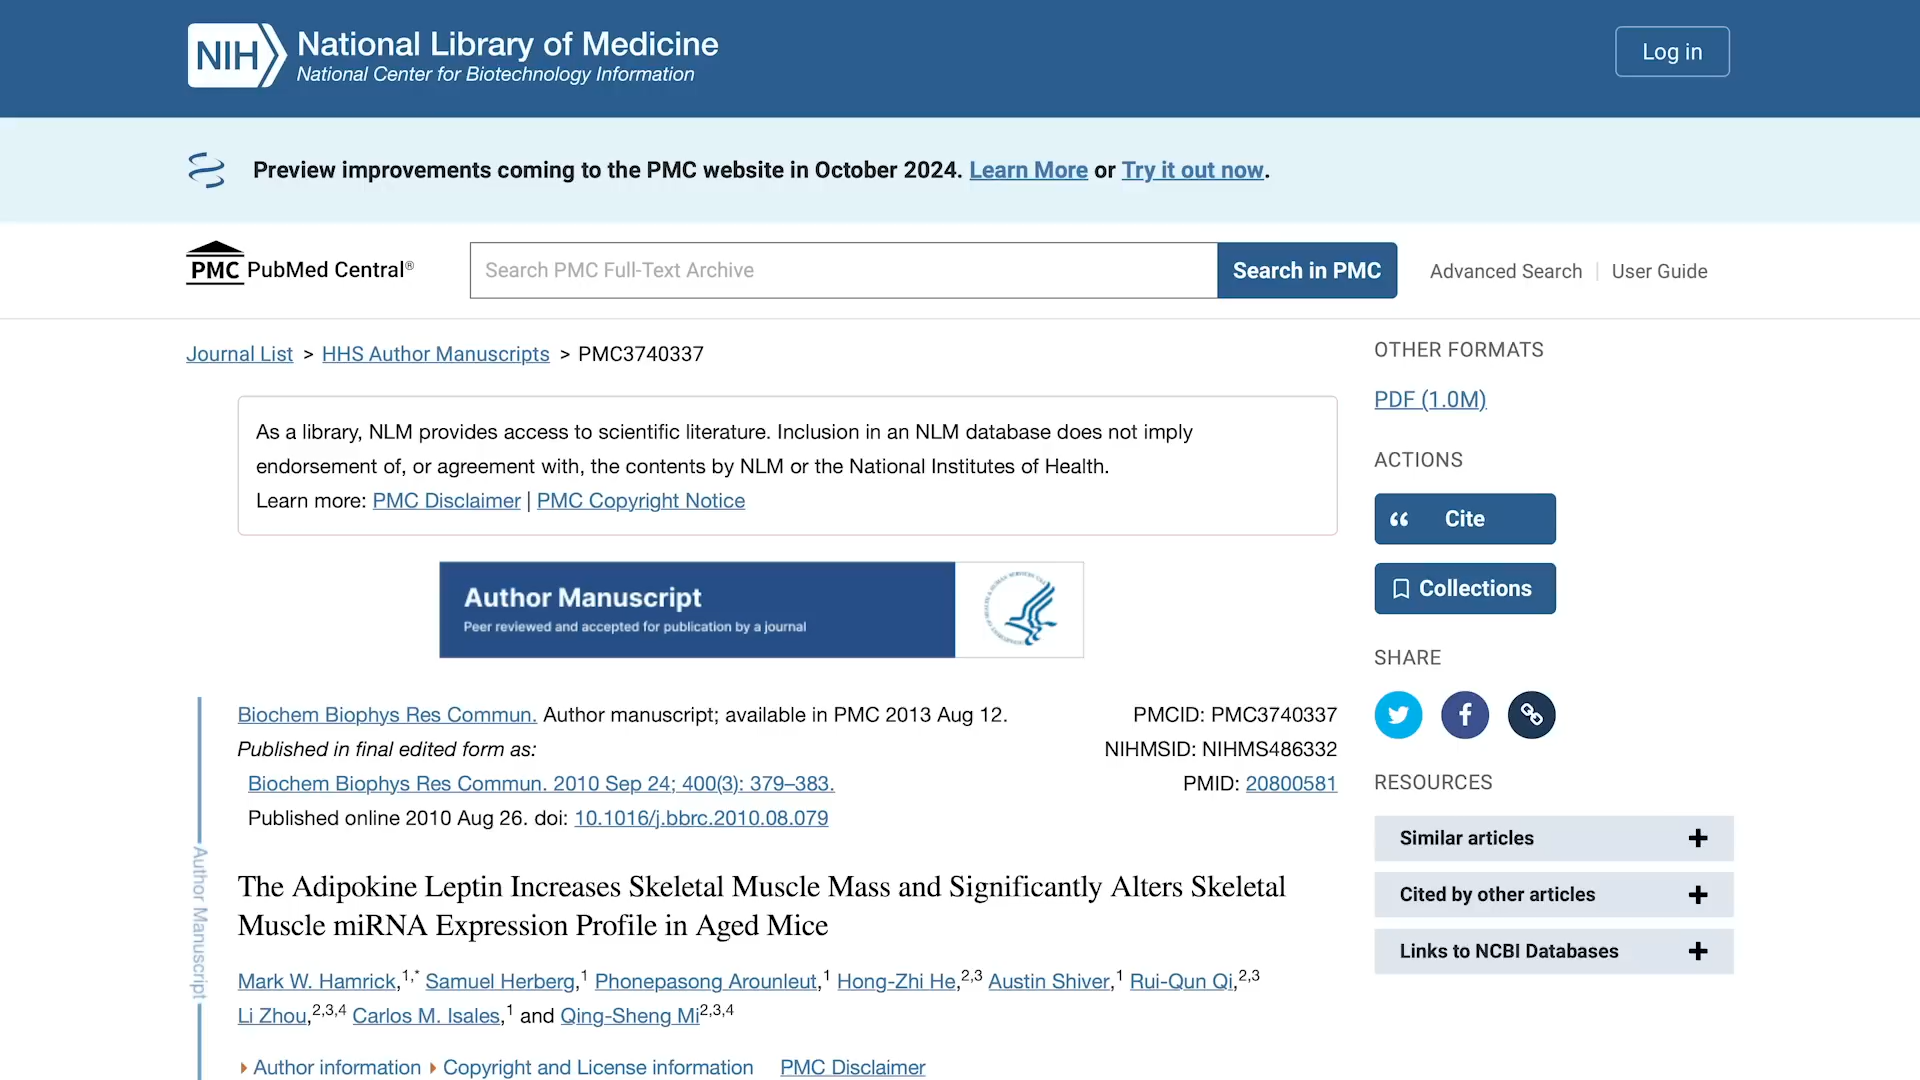 NIH National Library of Medicine
National Center for Biotechnology Information
Log in
Preview improvements coming to the PMC website in October 2024. Learn More or Try it out now.
PMC PubMed Central®
Search PMC Full-Text Archive
Search in PMC
Advanced Search
User Guide
Journal List > HHS Author Manuscripts > PMC3740337
As a library, NLM provides access to scientific literature. Inclusion in an NLM database does not imply
endorsement of, or agreement with, the contents by NLM or the National Institutes of Health.
Learn more: PMC Disclaimer | PMC Copyright Notice
Author Manuscript
Peer reviewed and accepted for publication by a journal
Biochem Biophys Res Commun. Author manuscript; available in PMC 2013 Aug 12.
Published in final edited form as:
Biochem Biophys Res Commun. 2010 Sep 24; 400(3): 379–383.
Published online 2010 Aug 26. doi: 10.1016/j.bbrc.2010.08.079
PMCID: PMC3740337
NIHMSID: NIHMS486332
PMID: 20800581
Author Manuscript
The Adipokine Leptin Increases Skeletal Muscle Mass and Significantly Alters Skeletal
Muscle miRNA Expression Profile in Aged Mice
Mark W. Hamrick,1,* Samuel Herberg,1 Phonepasong Arounleut,1 Hong-Zhi He,2,3 Austin Shiver,1 Rui-Qun Qi,2,3
Li Zhou,2,3,4 Carlos M. Isales,1 and Qing-Sheng Mi2,3,4
Author information Copyright and License information PMC Disclaimer
OTHER FORMATS
PDF (1.0M)
ACTIONS
Cite
Collections
SHARE
RESOURCES
Similar articles
Cited by other articles
Links to NCBI Databases